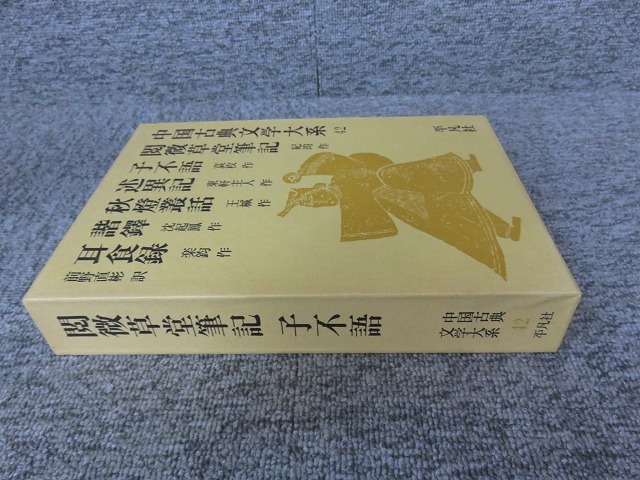 中国古典文學大系 42
閲微草堂筆記 紀昀 作
子不語 袁枚 作
述異記 東軒主人 作
秋燈叢話 王椷 作
諧鐸 沈起鳳 作
耳食録 楽鈞 作
前野直彬 訳
平凡社
閲微草堂筆記 子不語
中国古典
文學大系
42
平凡社